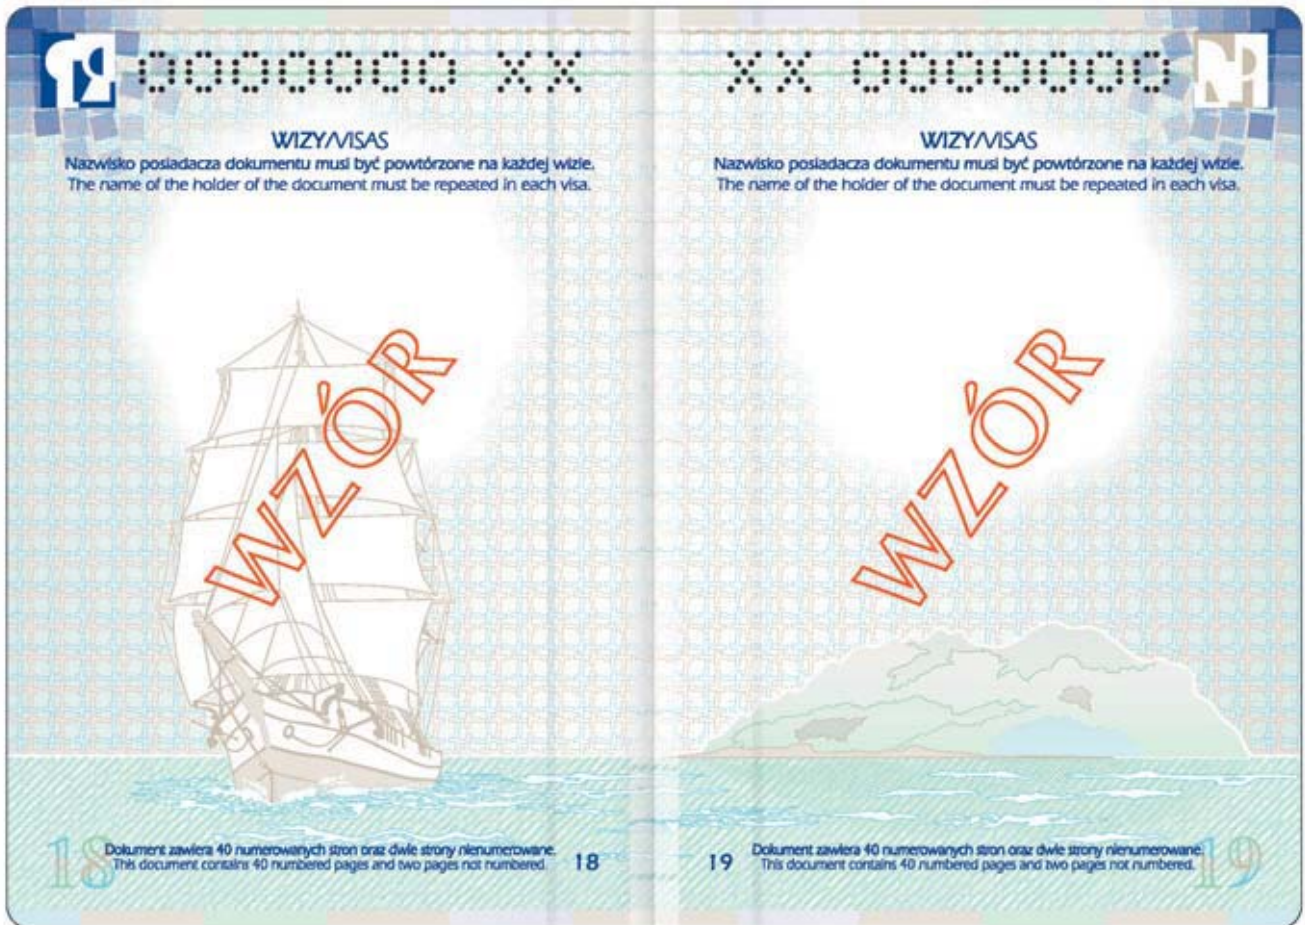 0000000 XX
WIZY/VISAS
Nazwisko posiadacza dokumentu musi być powtórzone na każdej wizie.
The name of the holder of the document must be repeated in each visa.
WZÓR
18
Dokument zawiera 40 numerowanych stron oraz dwie strony nienumerowane.
This document contains 40 numbered pages and two pages not numbered.
18
XX 0000000
WIZY/VISAS
Nazwisko posiadacza dokumentu musi być powtórzone na każdej wizie.
The name of the holder of the document must be repeated in each visa.
WZÓR
19
Dokument zawiera 40 numerowanych stron oraz dwie strony nienumerowane.
This document contains 40 numbered pages and two pages not numbered.
19